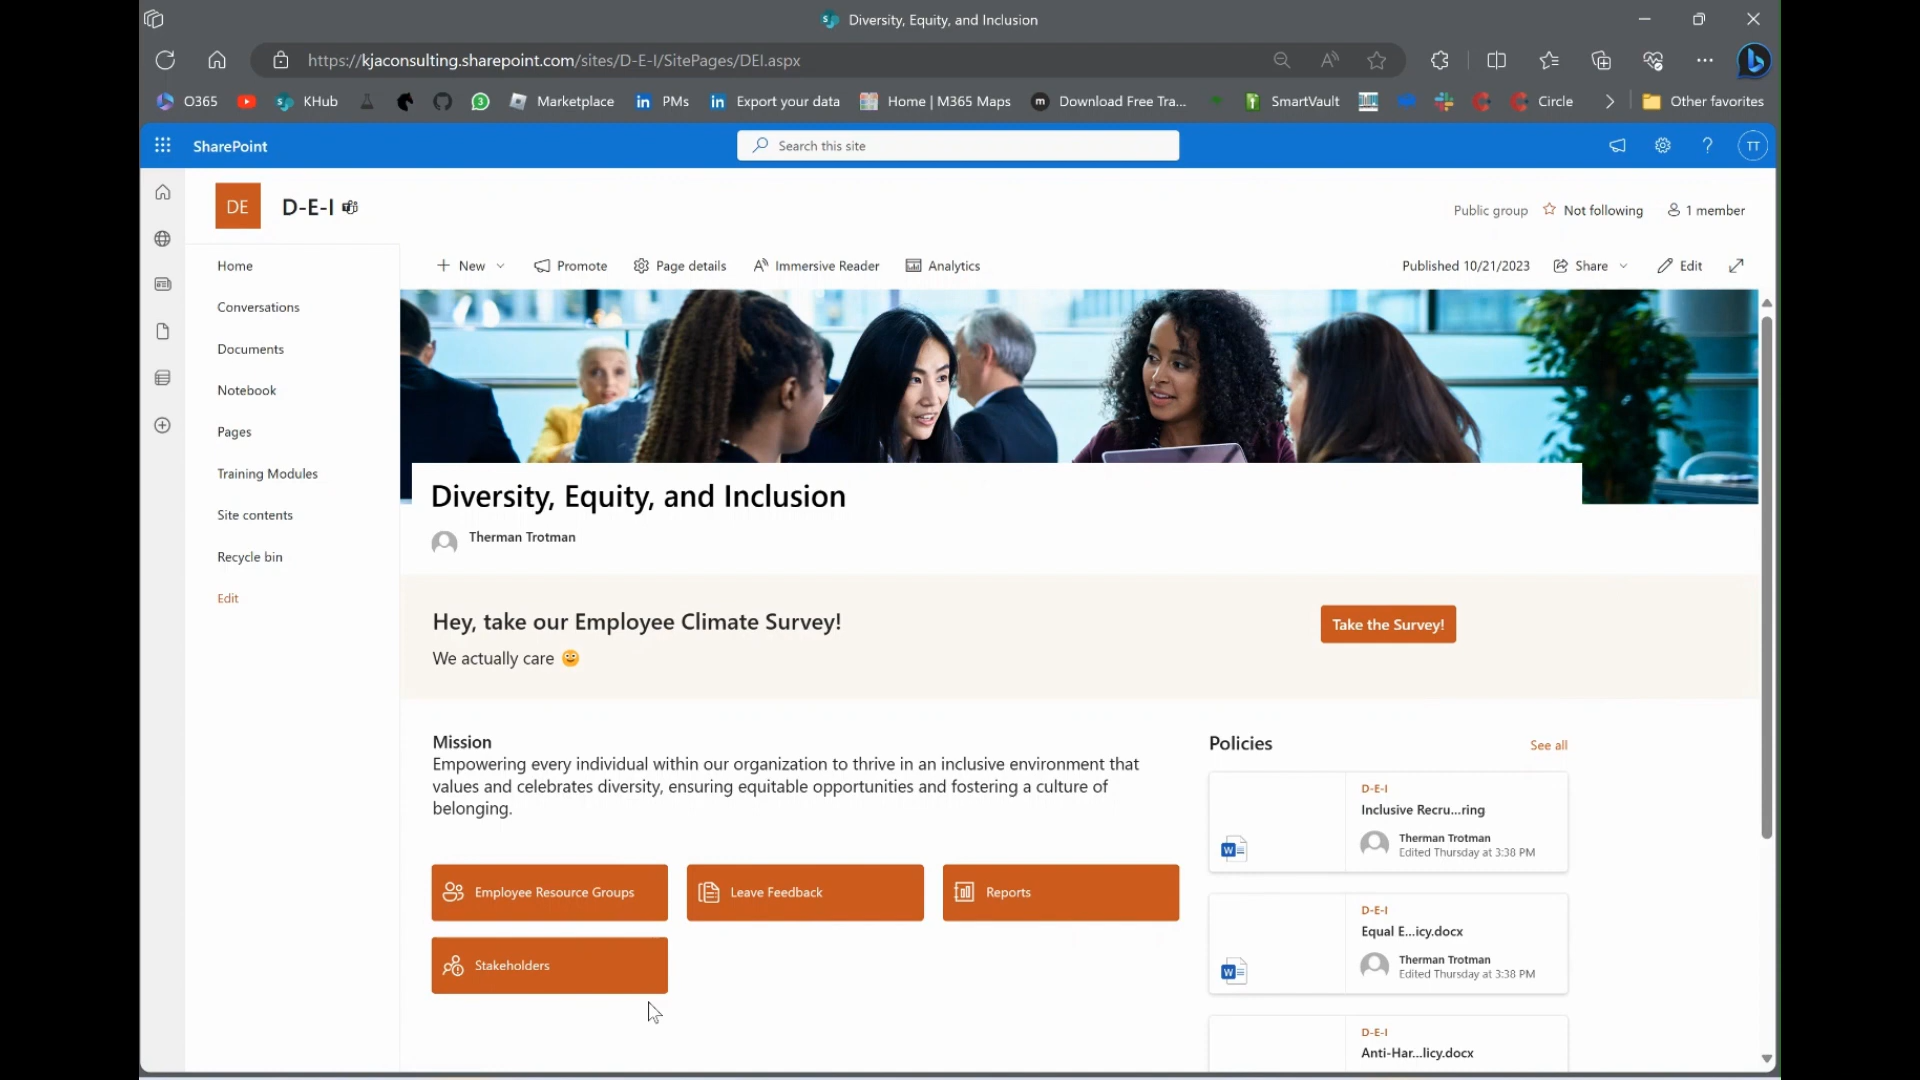 Diversity, Equity, and Inclusion
https://kjaconsulting.sharepoint.com/sites/D-E-I/SitePages/DEI.aspx
O365 KHub Marketplace PMs Export your data Home | M365 Maps Download Free Tra... SmartVault Circle Other favorites
SharePoint Search this site TT
DE D-E-I
Public group Not following 1 member
Home
Conversations
Documents
Notebook
Pages
Training Modules
Site contents
Recycle bin
Edit
New Promote Page details Immersive Reader Analytics Published 10/21/2023 Share Edit
Diversity, Equity, and Inclusion
Therman Trotman
Hey, take our Employee Climate Survey!
We actually care
Take the Survey!
Mission
Empowering every individual within our organization to thrive in an inclusive environment that
values and celebrates diversity, ensuring equitable opportunities and fostering a culture of
belonging.
Employee Resource Groups
Leave Feedback
Reports
Stakeholders
Policies See all
D-E-I
Inclusive Recru...ring
Therman Trotman
Edited Thursday at 3:38 PM
D-E-I
Equal E...icy.docx
Therman Trotman
Edited Thursday at 3:38 PM
D-E-I
Anti-Har...licy.docx